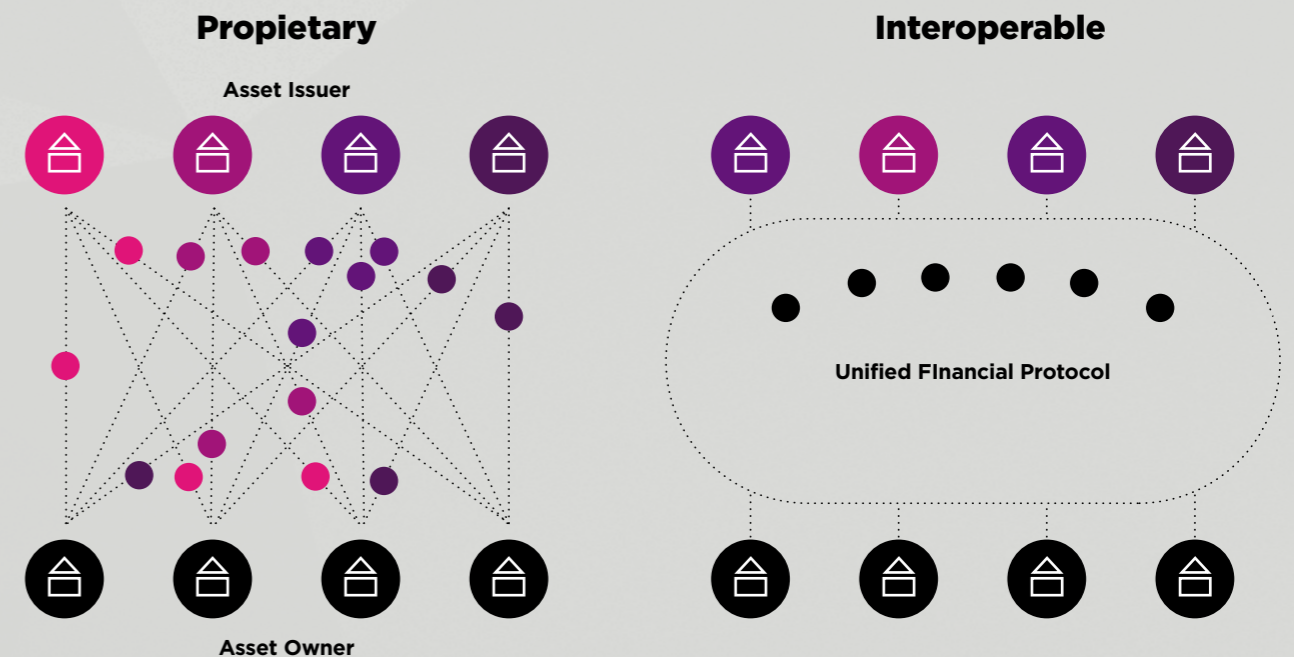 Propietary
Interoperable
Asset Issuer
Unified FInancial Protocol
Asset Owner